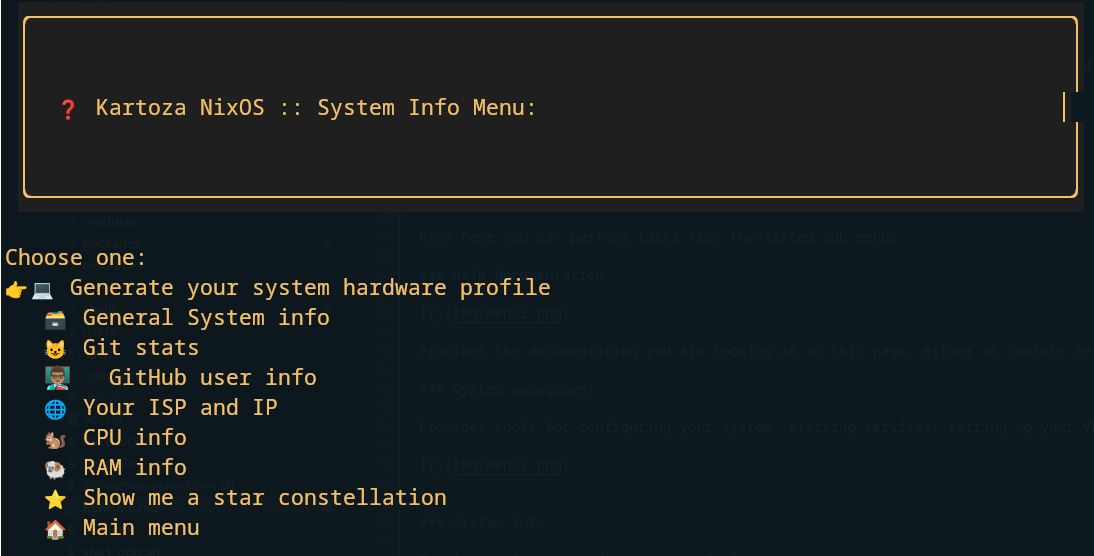 ❓ Kartoza NixOS :: System Info Menu:
Choose one:
👉💻 Generate your system hardware profile
🗃️ General System info
😺 Git stats
👨🏽‍🏫 GitHub user info
🌐 Your ISP and IP
🐿️ CPU info
🐏 RAM info
⭐ Show me a star constellation
🏠 Main menu
modules
packages
From here you can perform tasks from the listed sub menus.
### Help documentation
![](img/menu2.png)
Provides the documentation you are looking at on this page, either as console te
### System management
Provides tools for configuring your system, starting services, setting up your V
![](img/menu3.png)
### System info